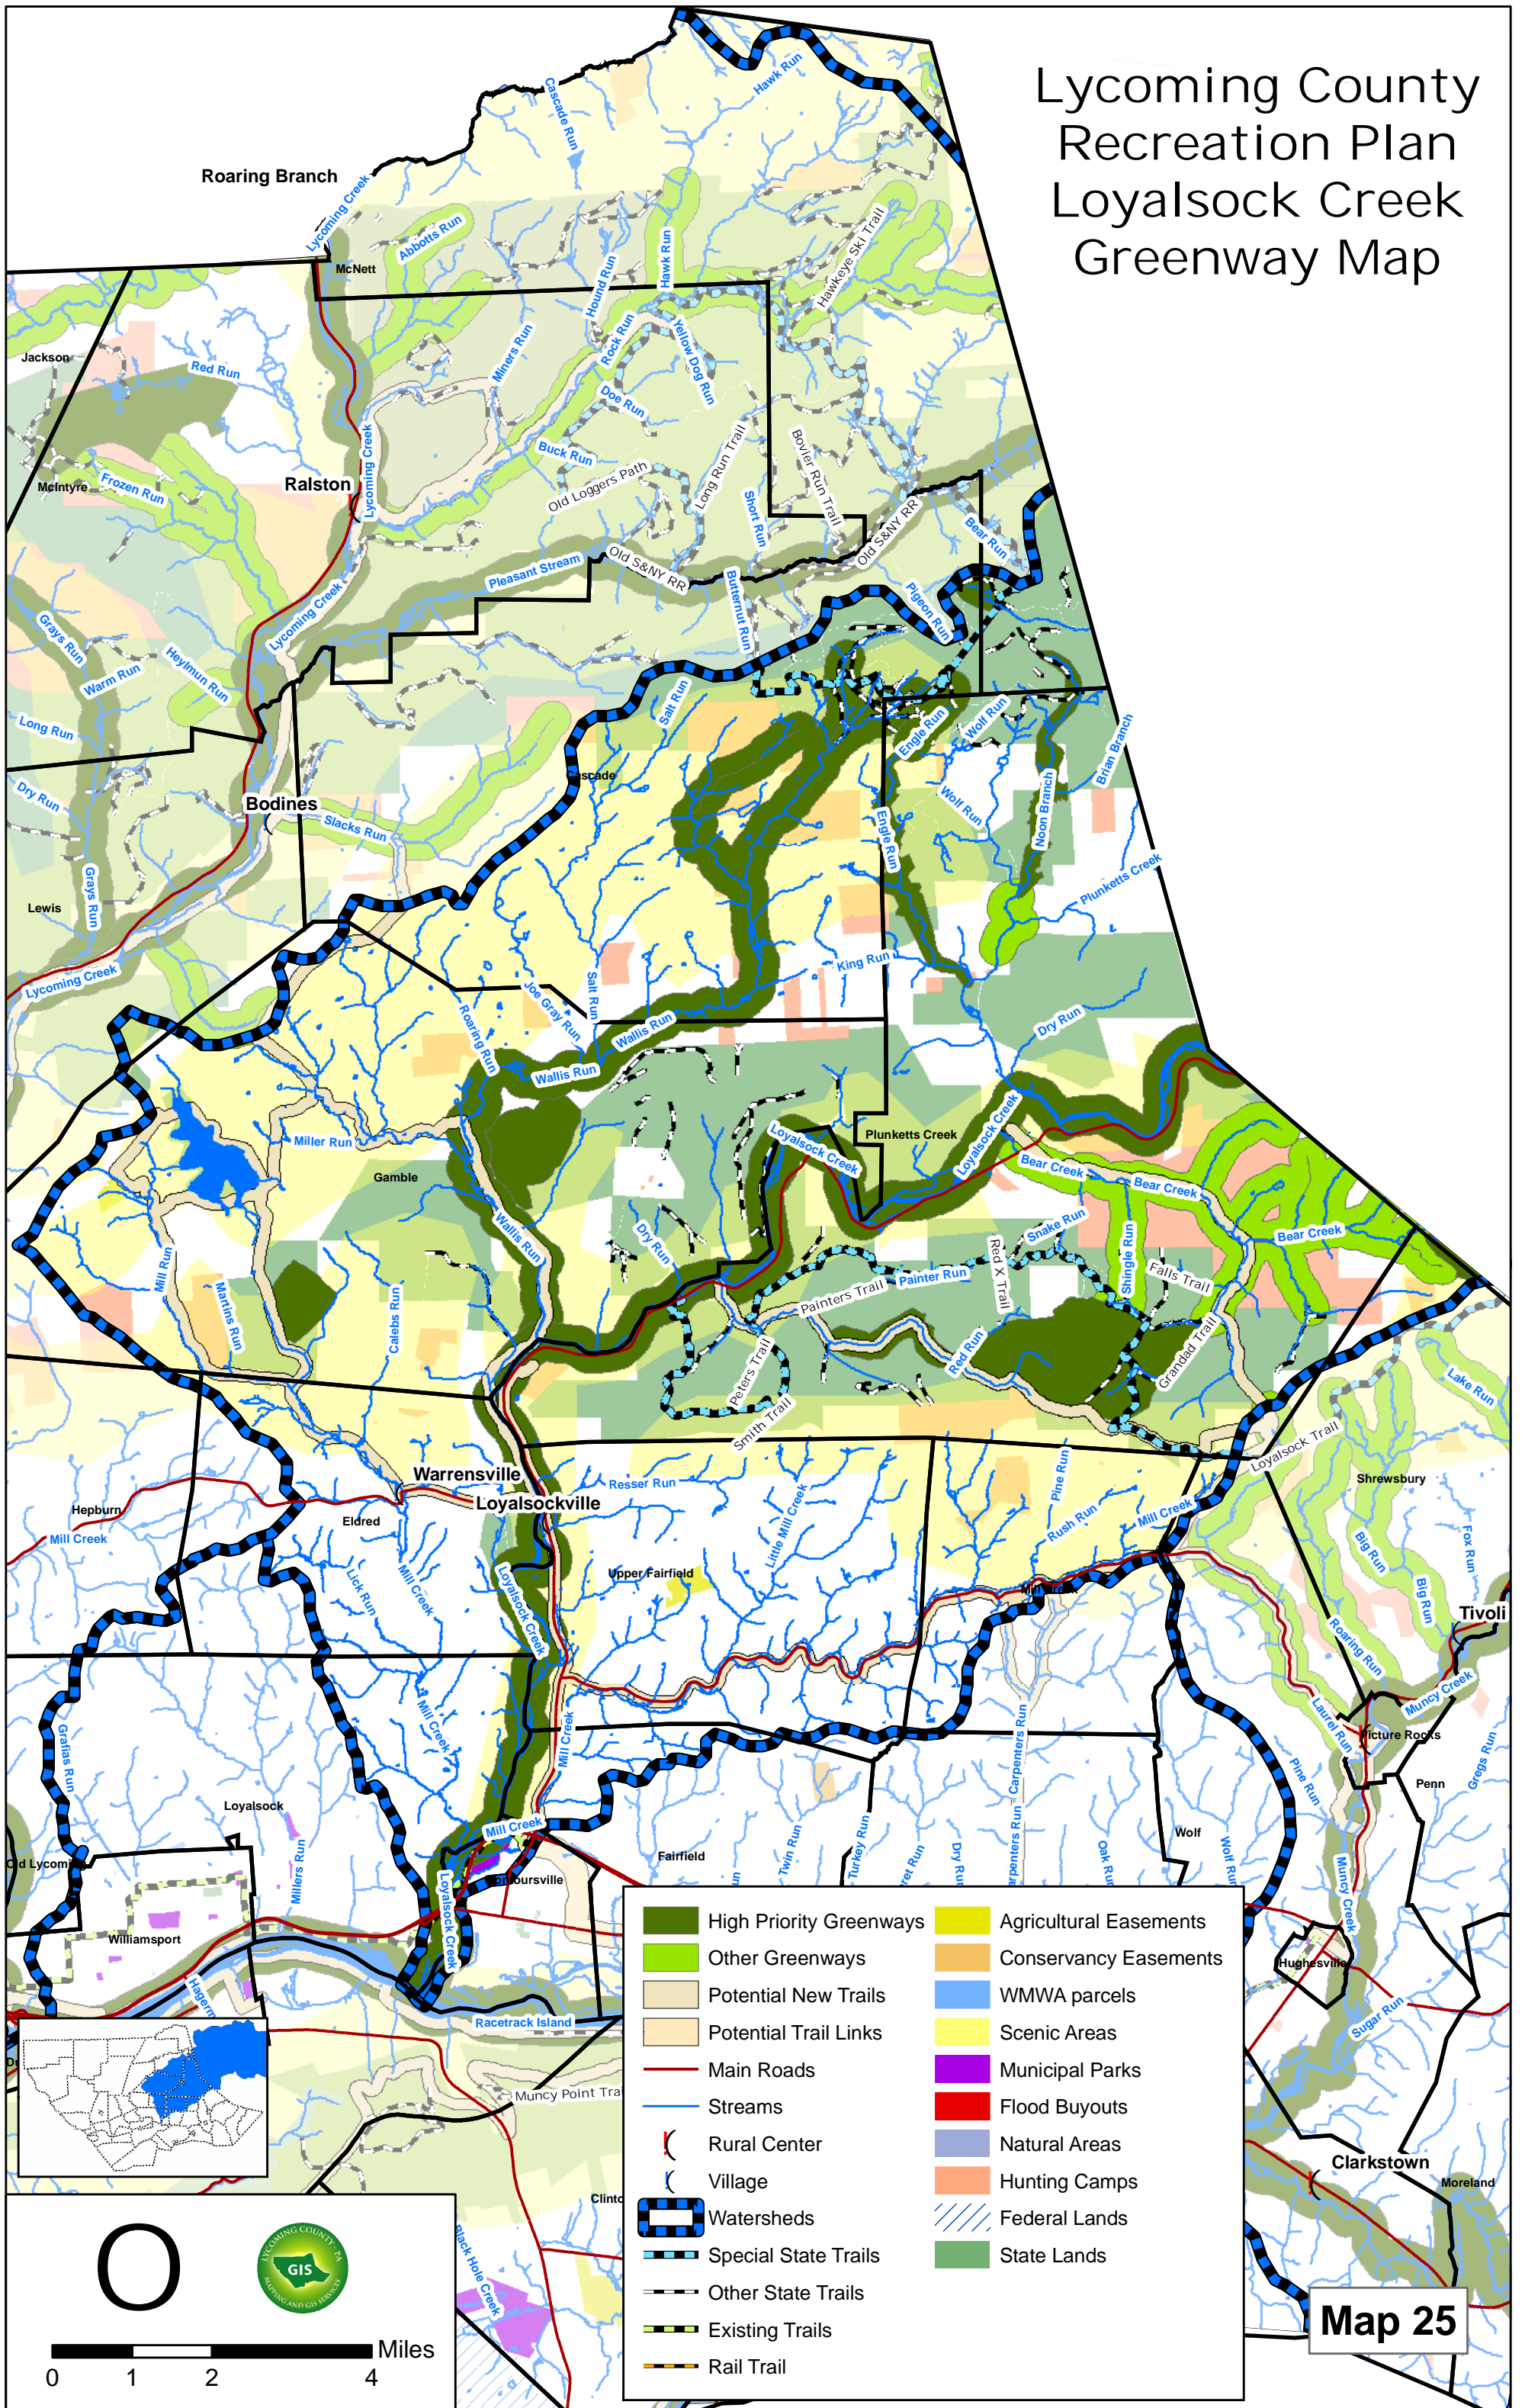 Lycoming County
Recreation Plan
Loyalsock Creek
Greenway Map
Hawk Run
Cascade Run
Roaring Branch
Lycoming Creek
Abbotts Run
McNett
Hawkeye Ski Trail
Hawk Run
Hound Run
Rock Run
Yellow Dog Run
Miners Run
Jackson
Red Run
Doe Run
Buck Run
Lycoming Creek
Ralston
McIntyre
Frozen Run
Old Loggers Path
Long Run Trail
Bovier Run Trail
Short Run
Old S&NY RR
Old S&NY RR
Bear Run
Pleasant Stream
Butternut Run
Pigeon Run
Lycoming Creek
Grays Run
Warm Run
Heylmun Run
Long Run
Salt Run
Engle Run
Wolf Run
Brian Branch
Dry Run
Bodines
Slacks Run
Wolf Run
Noon Branch
Engle Run
Plunketts Creek
Grays Run
Lewis
Lycoming Creek
King Run
Salt Run
Joe Gray Run
Roaring Run
Wallis Run
Wallis Run
Dry Run
Miller Run
Gamble
Loyalsock Creek
Plunketts Creek
Loyalsock Creek
Bear Creek
Bear Creek
Bear Creek
Wallis Run
Dry Run
Snake Run
Shingle Run
Red X Trail
Falls Trail
Painter Run
Painters Trail
Mill Run
Martins Run
Calebs Run
Peters Trail
Red Run
Grandad Trail
Smith Trail
Lake Run
Loyalsock Trail
Shrewsbury
Warrensville
Loyalsockville
Resser Run
Little Mill Creek
Pine Run
Rush Run
Mill Creek
Hepburn
Mill Creek
Eldred
Lick Run
Mill Creek
Upper Fairfield
Loyalsock Creek
Big Run
Big Run
Fox Run
Tivoli
Roaring Run
Muncy Creek
Laurel Run
Picture Rocks
Mill Creek
Mill Creek
Grafias Run
Carpenters Run
Pine Run
Gregs Run
Penn
Loyalsock
Millers Run
Mill Creek
Fairfield
Twin Run
Turkey Run
Dry Run
Oak Run
Wolf
Wolf Run
Muncy Creek
Loyalsock Creek
Williamsport
Hughesville
Racetrack Island
Sugar Run
Clarkstown
Moreland
Black Hole Creek
High Priority Greenways
Other Greenways
Potential New Trails
Potential Trail Links
Main Roads
Streams
Rural Center
Village
Watersheds
Special State Trails
Other State Trails
Existing Trails
Rail Trail
Agricultural Easements
Conservancy Easements
WMWA parcels
Scenic Areas
Municipal Parks
Flood Buyouts
Natural Areas
Hunting Camps
Federal Lands
State Lands
O
LYCOMING COUNTY - PA
GIS
MAPPING AND GIS SERVICES
Miles
0 1 2 4
Map 25